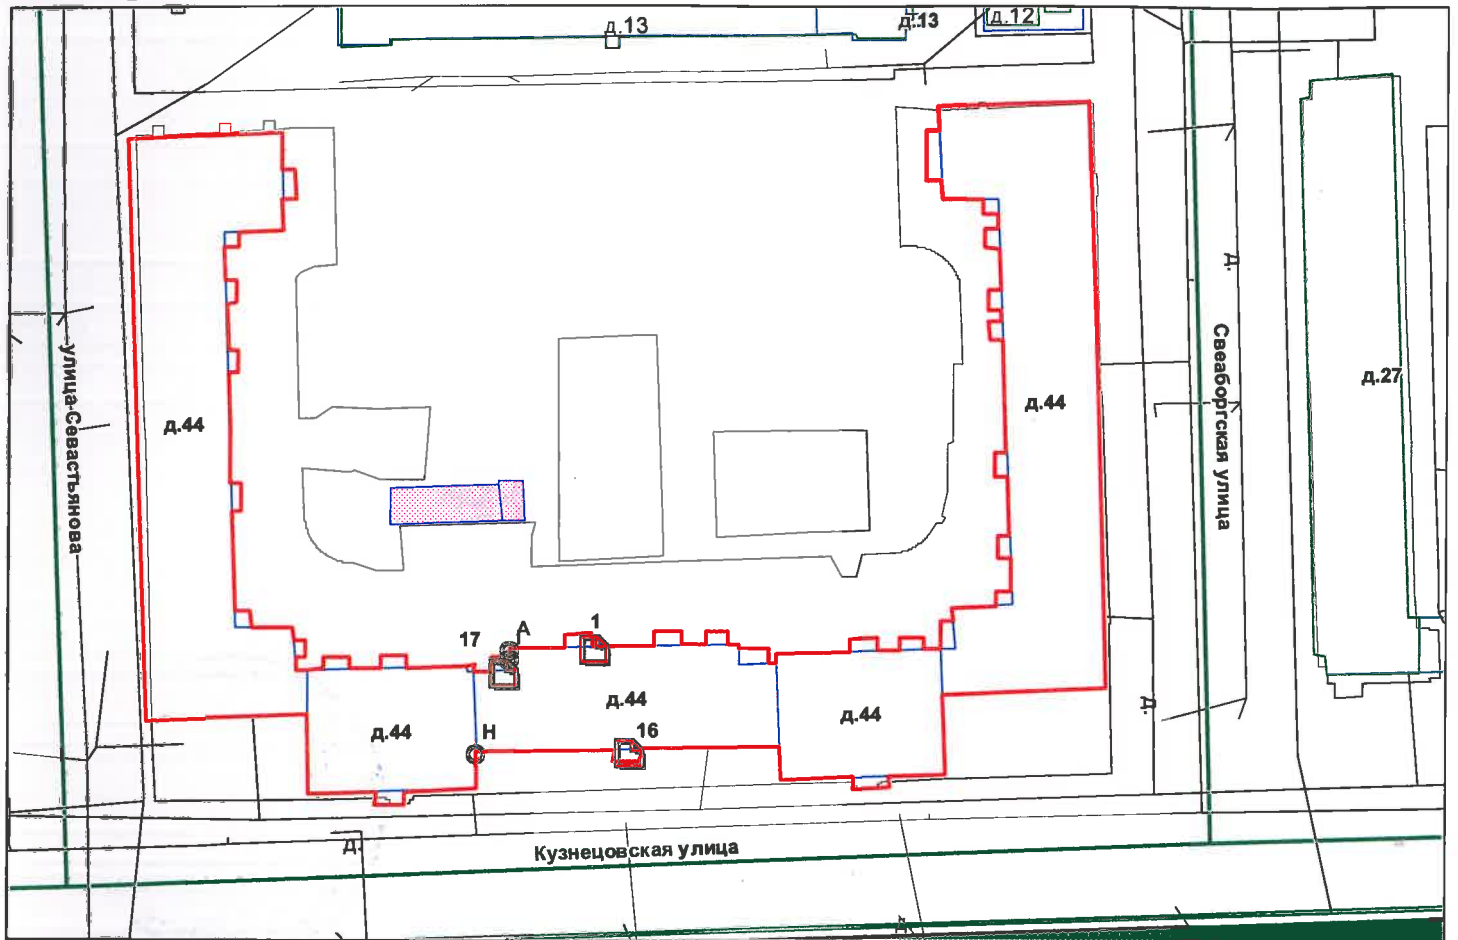 д.13
д.13
д.12
д.
улица Севастьянова
Свеаборгская улица
д.27
д.44
д.44
17
А
1
д.44
16
д.44
д.44
Н
д.
д.
Кузнецовская улица
д.